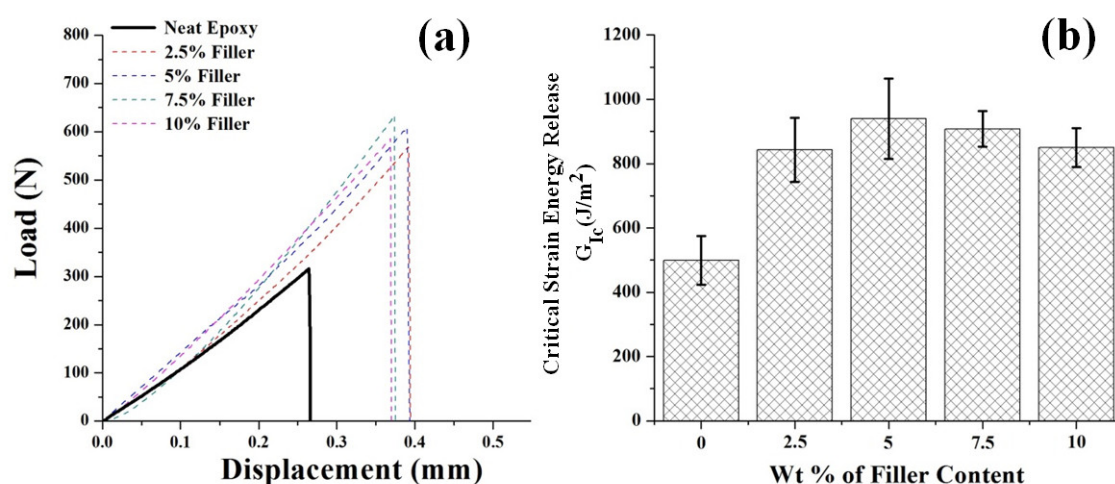 (a)
Neat Epoxy
2.5% Filler
5% Filler
7.5% Filler
10% Filler
Load (N)
800
700
600
500
400
300
200
100
0
0.0 0.1 0.2 0.3 0.4 0.5
Displacement (mm)
(b)
Critical Strain Energy Release
G_Ic (J/m²)
1200
1000
800
600
400
200
0
0 2.5 5 7.5 10
Wt % of Filler Content